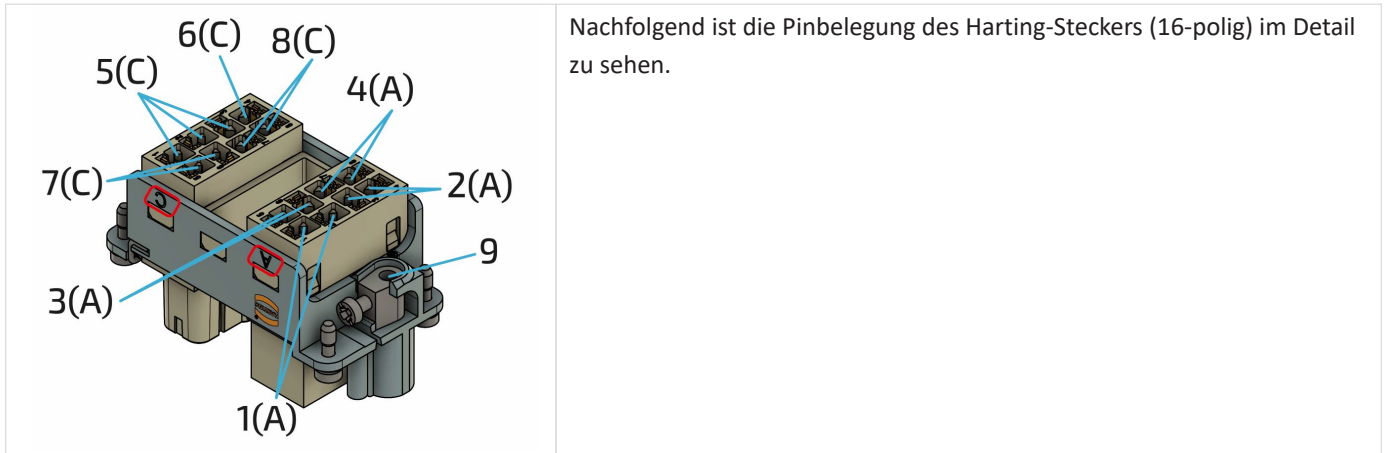 6(C)
8(C)
5(C)
4(A)
7(C)
2(A)
C
A
9
3(A)
1(A)
Nachfolgend ist die Pinbelegung des Harting-Steckers (16-polig) im Detail
zu sehen.